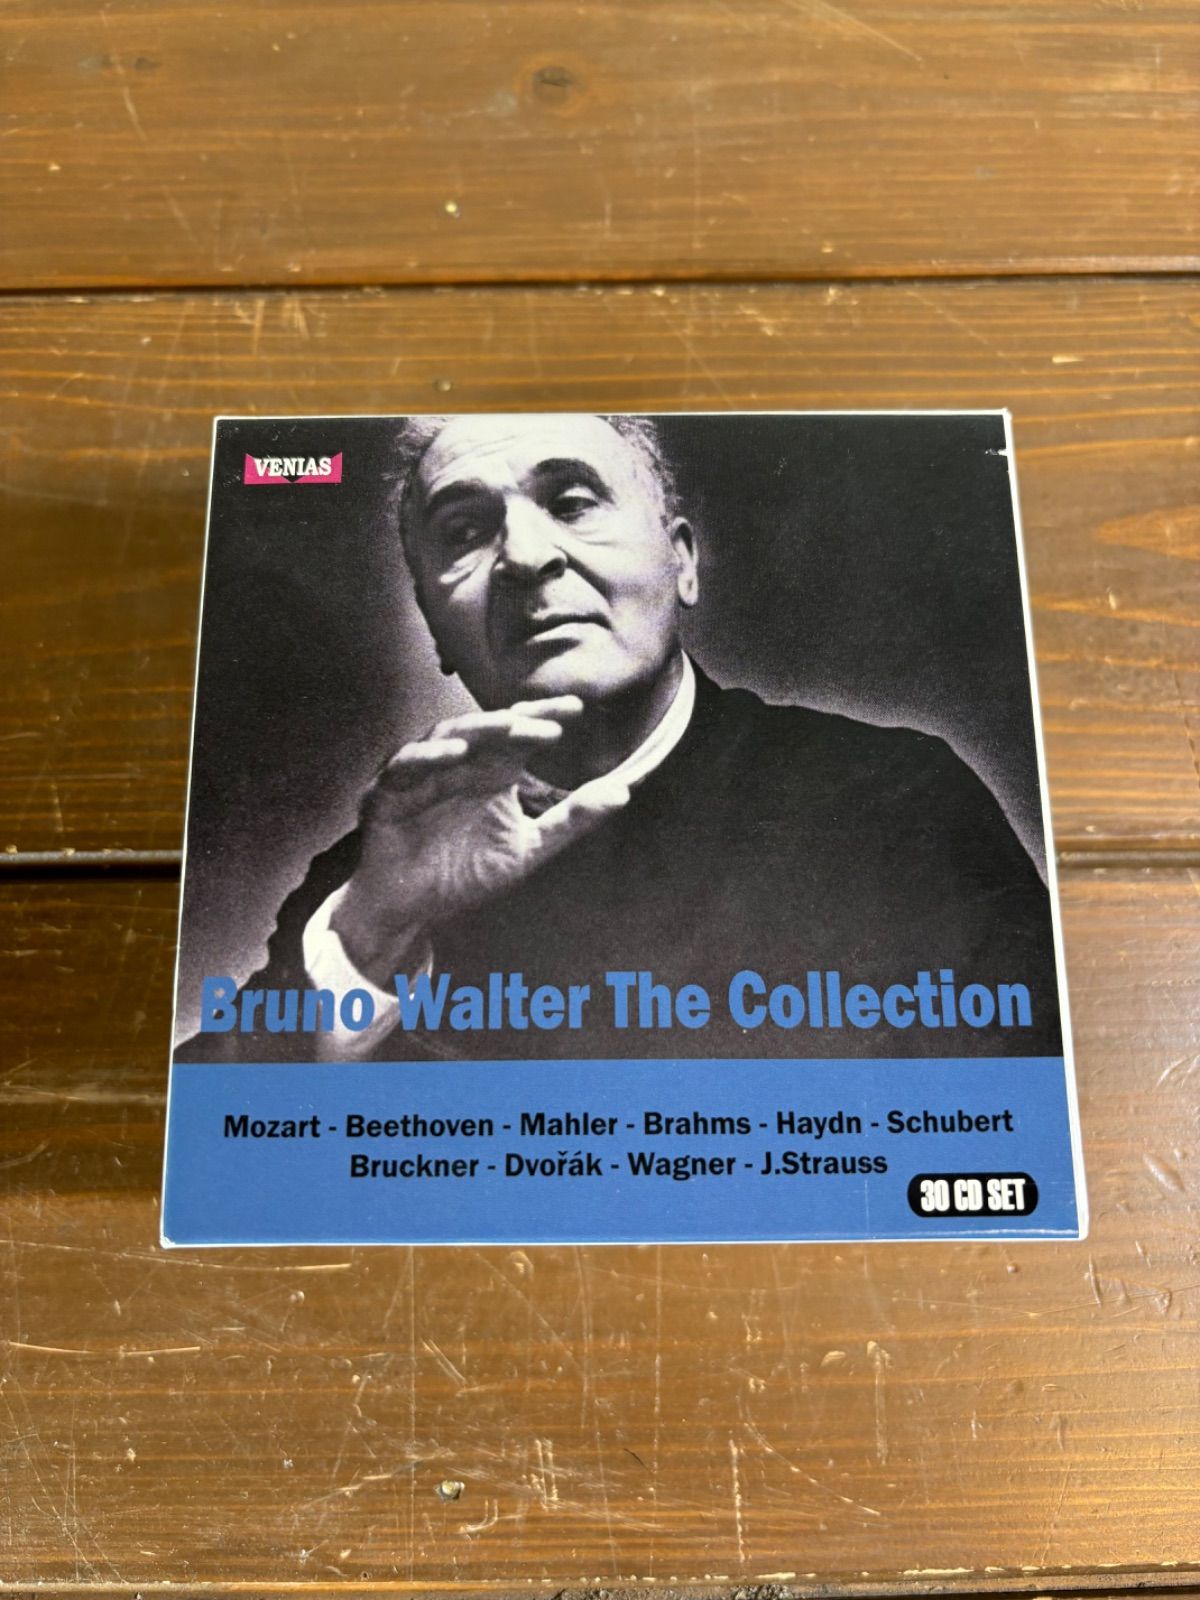 VENIAS
Bruno Walter The Collection
Mozart - Beethoven - Mahler - Brahms - Haydn - Schubert
Bruckner - Dvořák - Wagner - J.Strauss
30 CD SET